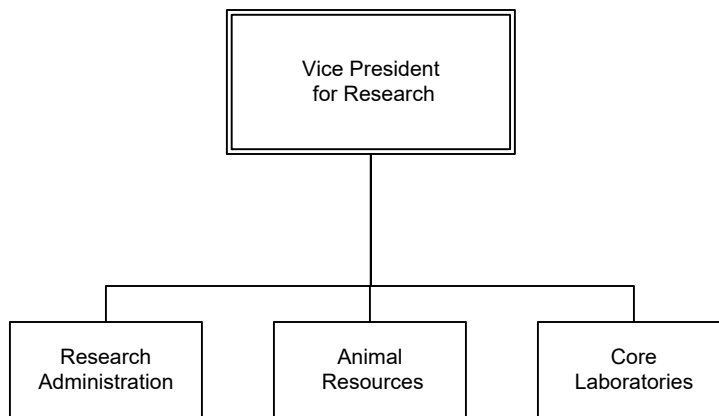 Vice President
for Research
Research
Administration
Animal
Resources
Core
Laboratories